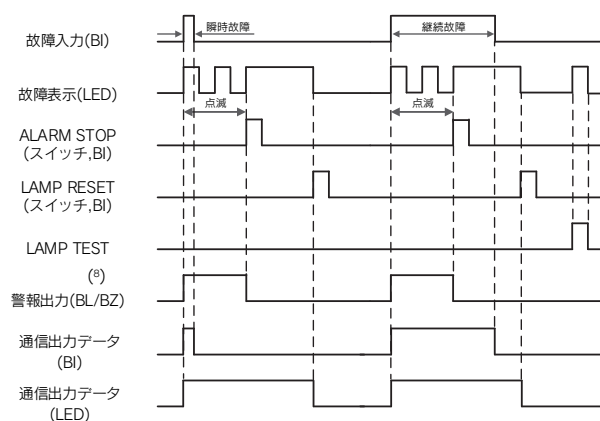 瞬時故障
継続故障
故障入力(BI)
故障表示(LED)
点滅
点滅
ALARM STOP
(スイッチ,BI)
LAMP RESET
(スイッチ,BI)
LAMP TEST
(8)
警報出力(BL/BZ)
通信出力データ
(BI)
通信出力データ
(LED)